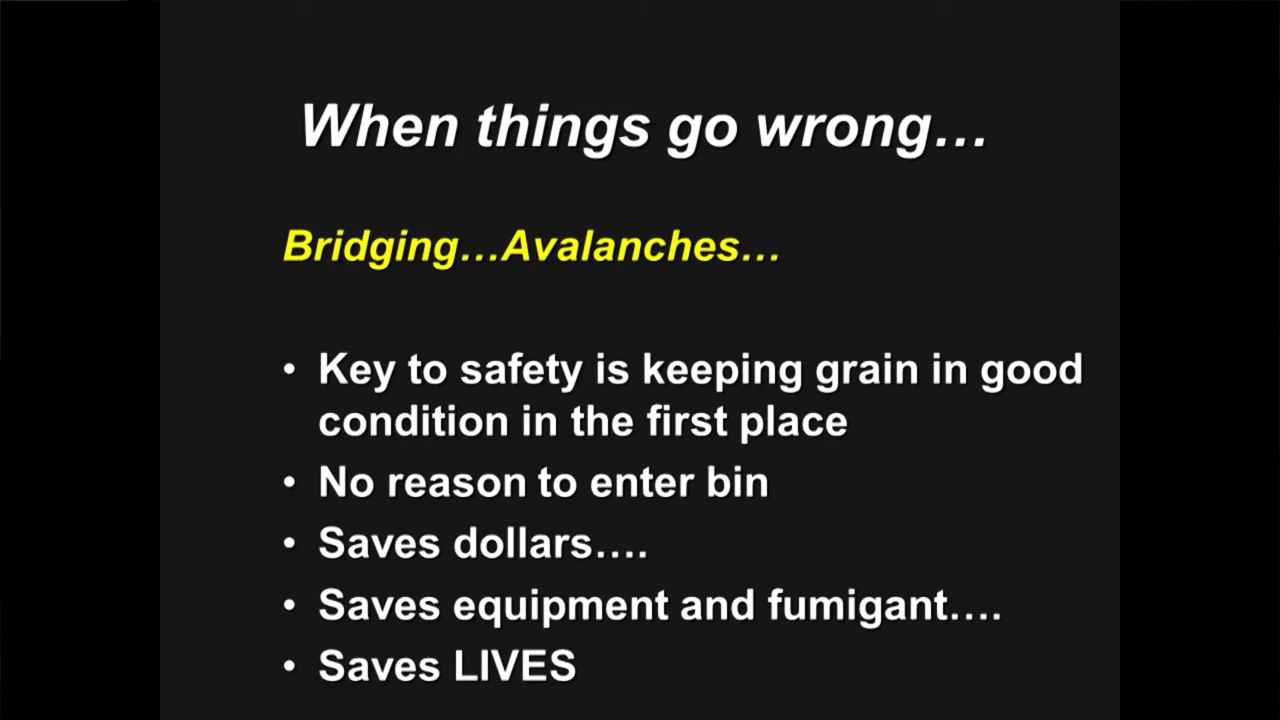 When things go wrong…
Bridging…Avalanches…
• Key to safety is keeping grain in good
condition in the first place
• No reason to enter bin
• Saves dollars….
• Saves equipment and fumigant….
• Saves LIVES